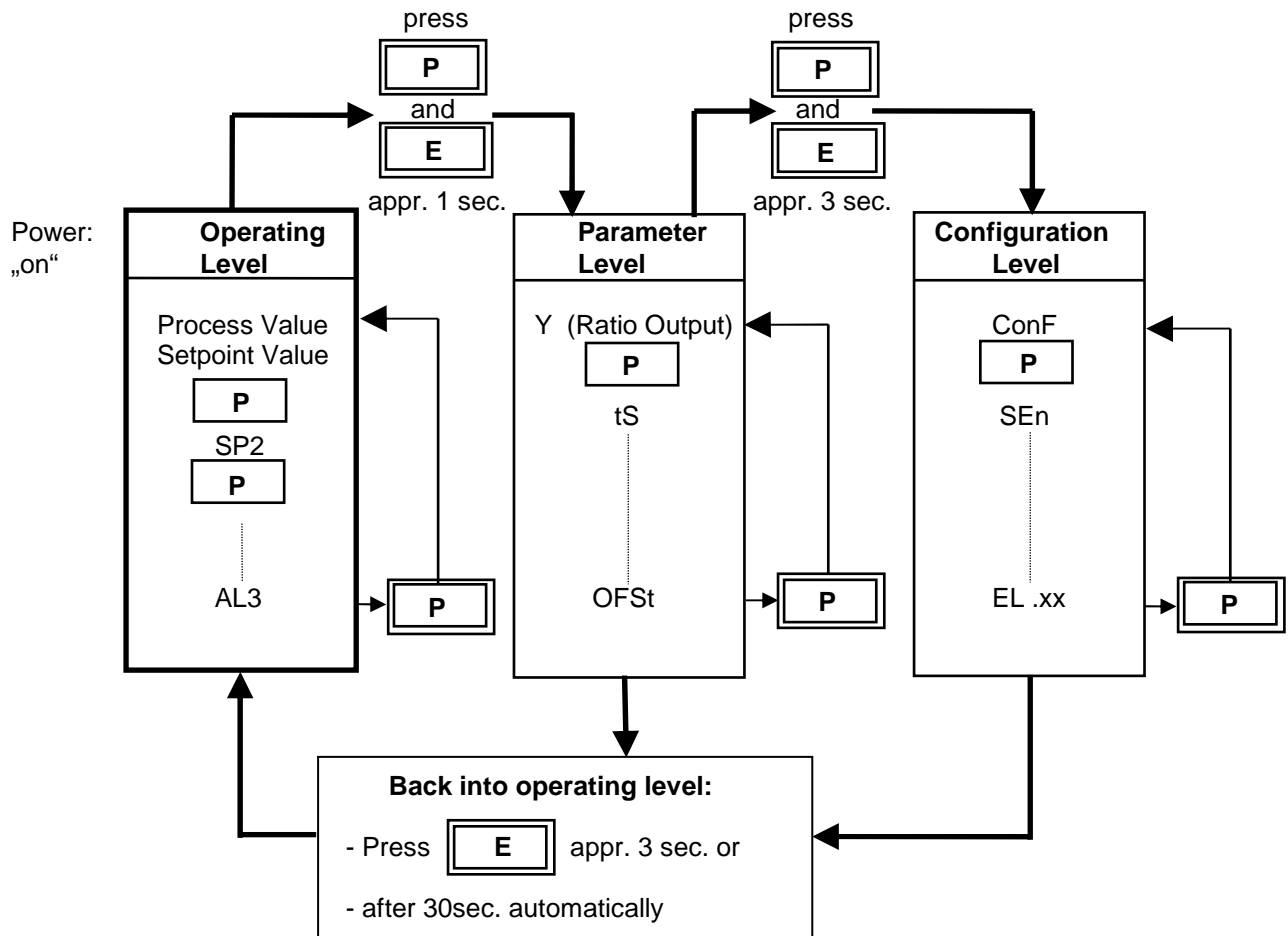 press
P
and
E
appr. 1 sec.
press
P
and
E
appr. 3 sec.
Power:
„on“
Operating
Level
Process Value
Setpoint Value
P
SP2
P
AL3
P
Parameter
Level
Y (Ratio Output)
P
tS
OFSt
P
Configuration
Level
ConF
P
SEn
EL .xx
P
Back into operating level:
- Press E appr. 3 sec. or
- after 30sec. automatically